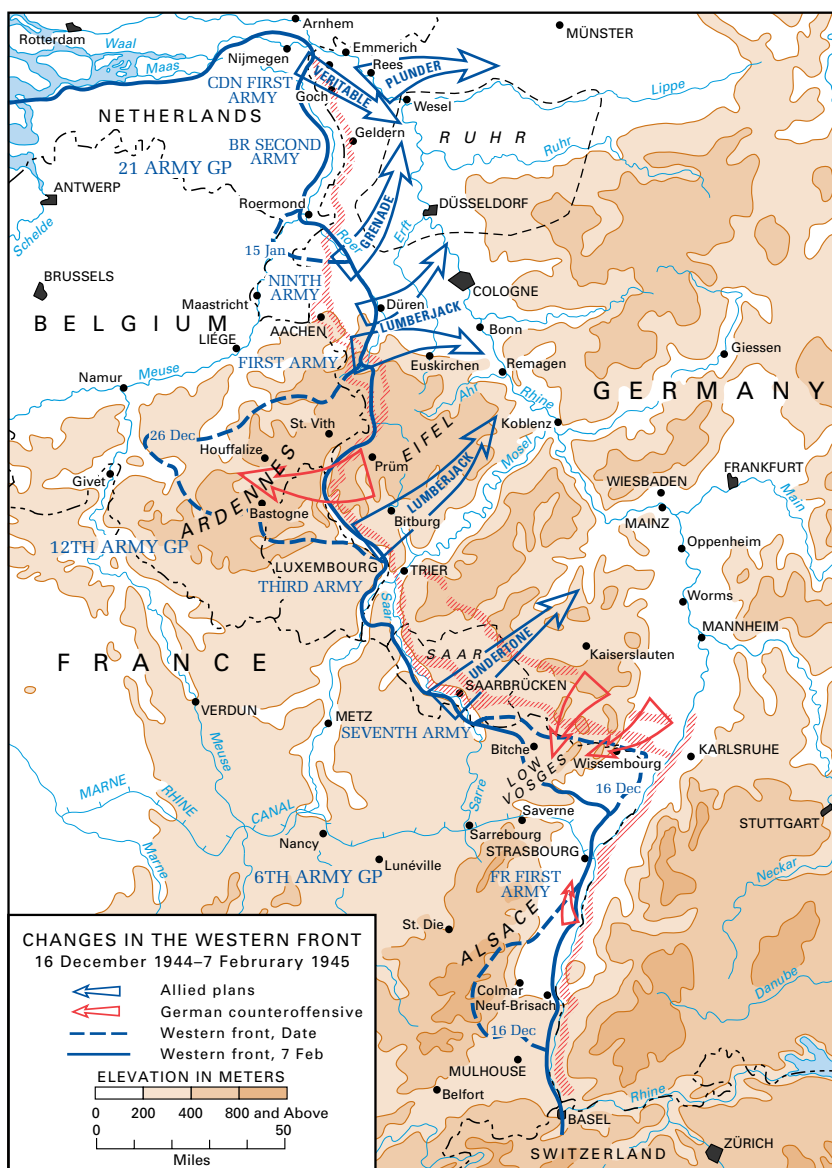 Arnhem
Rotterdam
Waal
MÜNSTER
Emmerich
Nijmegen
Rees
Maas
PLUNDER
VERITABLE
CDN FIRST
ARMY
Goch
Wesel
Lippe
NETHERLANDS
Geldern
RUHR
BR SECOND
ARMY
Ruhr
21 ARMY GP
ANTWERP
Roermond
DÜSSELDORF
Schelde
Roer
GRENADE
Erft
15 Jan
BRUSSELS
NINTH
ARMY
COLOGNE
Maastricht
Düren
BELGIUM
AACHEN
LUMBERJACK
Bonn
LIÉGE
Giessen
FIRST ARMY
Euskirchen
Remagen
Meuse
Namur
Ahr
Rhine
GERMANY
26 Dec
St. Vith
EIFEL
Koblenz
Houffalize
Mosel
Prüm
Givet
ARDENNES
LUMBERJACK
WIESBADEN
FRANKFURT
Main
Bastogne
Bitburg
MAINZ
12TH ARMY GP
Oppenheim
LUXEMBOURG
TRIER
THIRD ARMY
Saar
Worms
UNDERTONE
MANNHEIM
FRANCE
SAAR
Kaiserslauten
SAARBRÜCKEN
VERDUN
METZ
SEVENTH ARMY
Meuse
Bitche
Wissembourg
KARLSRUHE
LOW
VOSGES
16 Dec
MARNE
RHINE
CANAL
Sarre
Saverne
Sarrebourg
STUTTGART
Marne
Nancy
STRASBOURG
Lunéville
6TH ARMY GP
FR FIRST
ARMY
Neckar
ALSACE
St. Die
CHANGES IN THE WESTERN FRONT
16 December 1944–7 Februrary 1945
Allied plans
German counteroffensive
Western front, Date
Western front, 7 Feb
ELEVATION IN METERS
0 200 400 800 and Above
0 50
Miles
Colmar
Neuf-Brisach
Danube
16 Dec
MULHOUSE
Belfort
Rhine
BASEL
SWITZERLAND
ZÜRICH